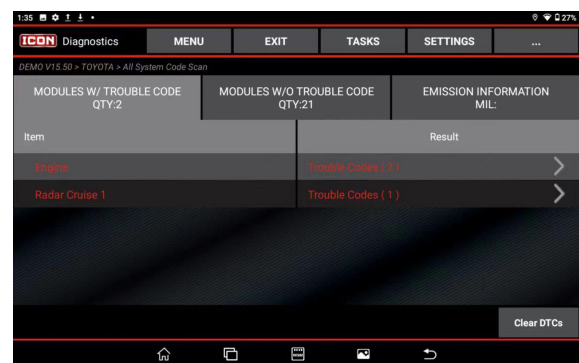 1:35
27%
ICON Diagnostics MENU EXIT TASKS SETTINGS ...
DEMO V15.50 > TOYOTA > All System Code Scan
MODULES W/ TROUBLE CODE
QTY:2
MODULES W/O TROUBLE CODE
QTY:21
EMISSION INFORMATION
MIL:
Item Result
Engine Trouble Codes ( 2 )
Radar Cruise 1 Trouble Codes ( 1 )
Clear DTCs